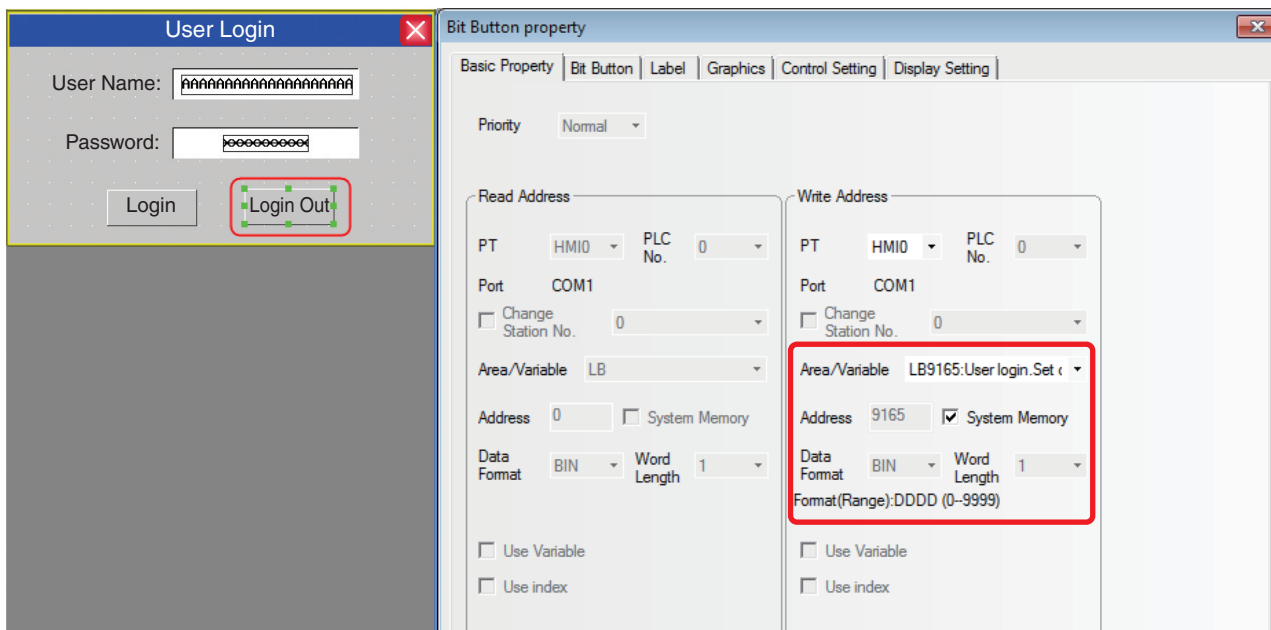 User Login
User Name: AAAAAAAAAAAAAAAAAAAA
Password:
Login Login Out
Bit Button property
Basic Property Bit Button Label Graphics Control Setting Display Setting
Priority Normal
Read Address
PT HMI0 PLC No. 0
Port COM1
Change Station No. 0
Area/Variable LB
Address 0 System Memory
Data Format BIN Word Length 1
Use Variable
Use index
Write Address
PT HMI0 PLC No. 0
Port COM1
Change Station No. 0
Area/Variable LB9165:User login.Set
Address 9165 System Memory
Data Format BIN Word Length 1
Format(Range):DDDD (0--9999)
Use Variable
Use index